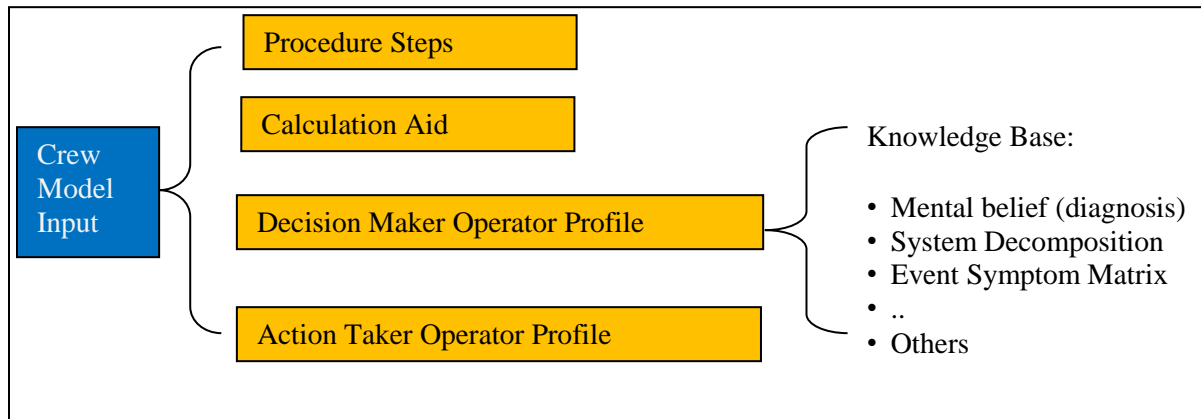 Crew
Model
Input
Procedure Steps
Calculation Aid
Decision Maker Operator Profile
Action Taker Operator Profile
Knowledge Base:
• Mental belief (diagnosis)
• System Decomposition
• Event Symptom Matrix
• ..
• Others